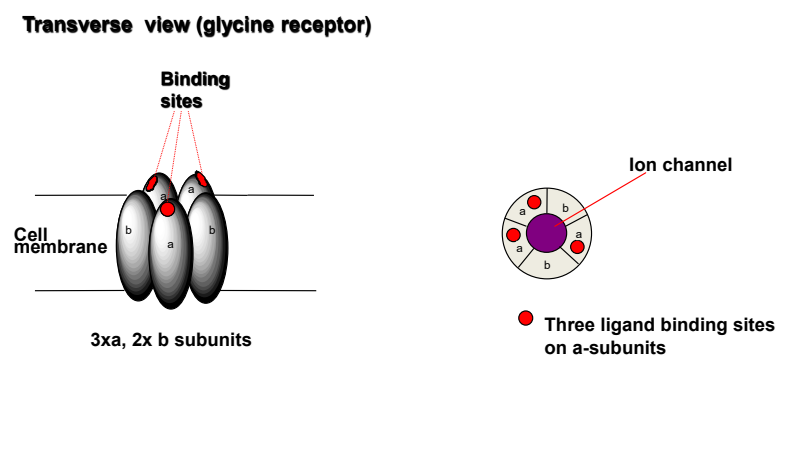 Transverse  view (glycine receptor)
Binding
sites
Ion channel
a
a
b
b
a
Cell
membrane
a
b
a
a
b
b
3xa, 2x b subunits
Three ligand binding sites
on a-subunits